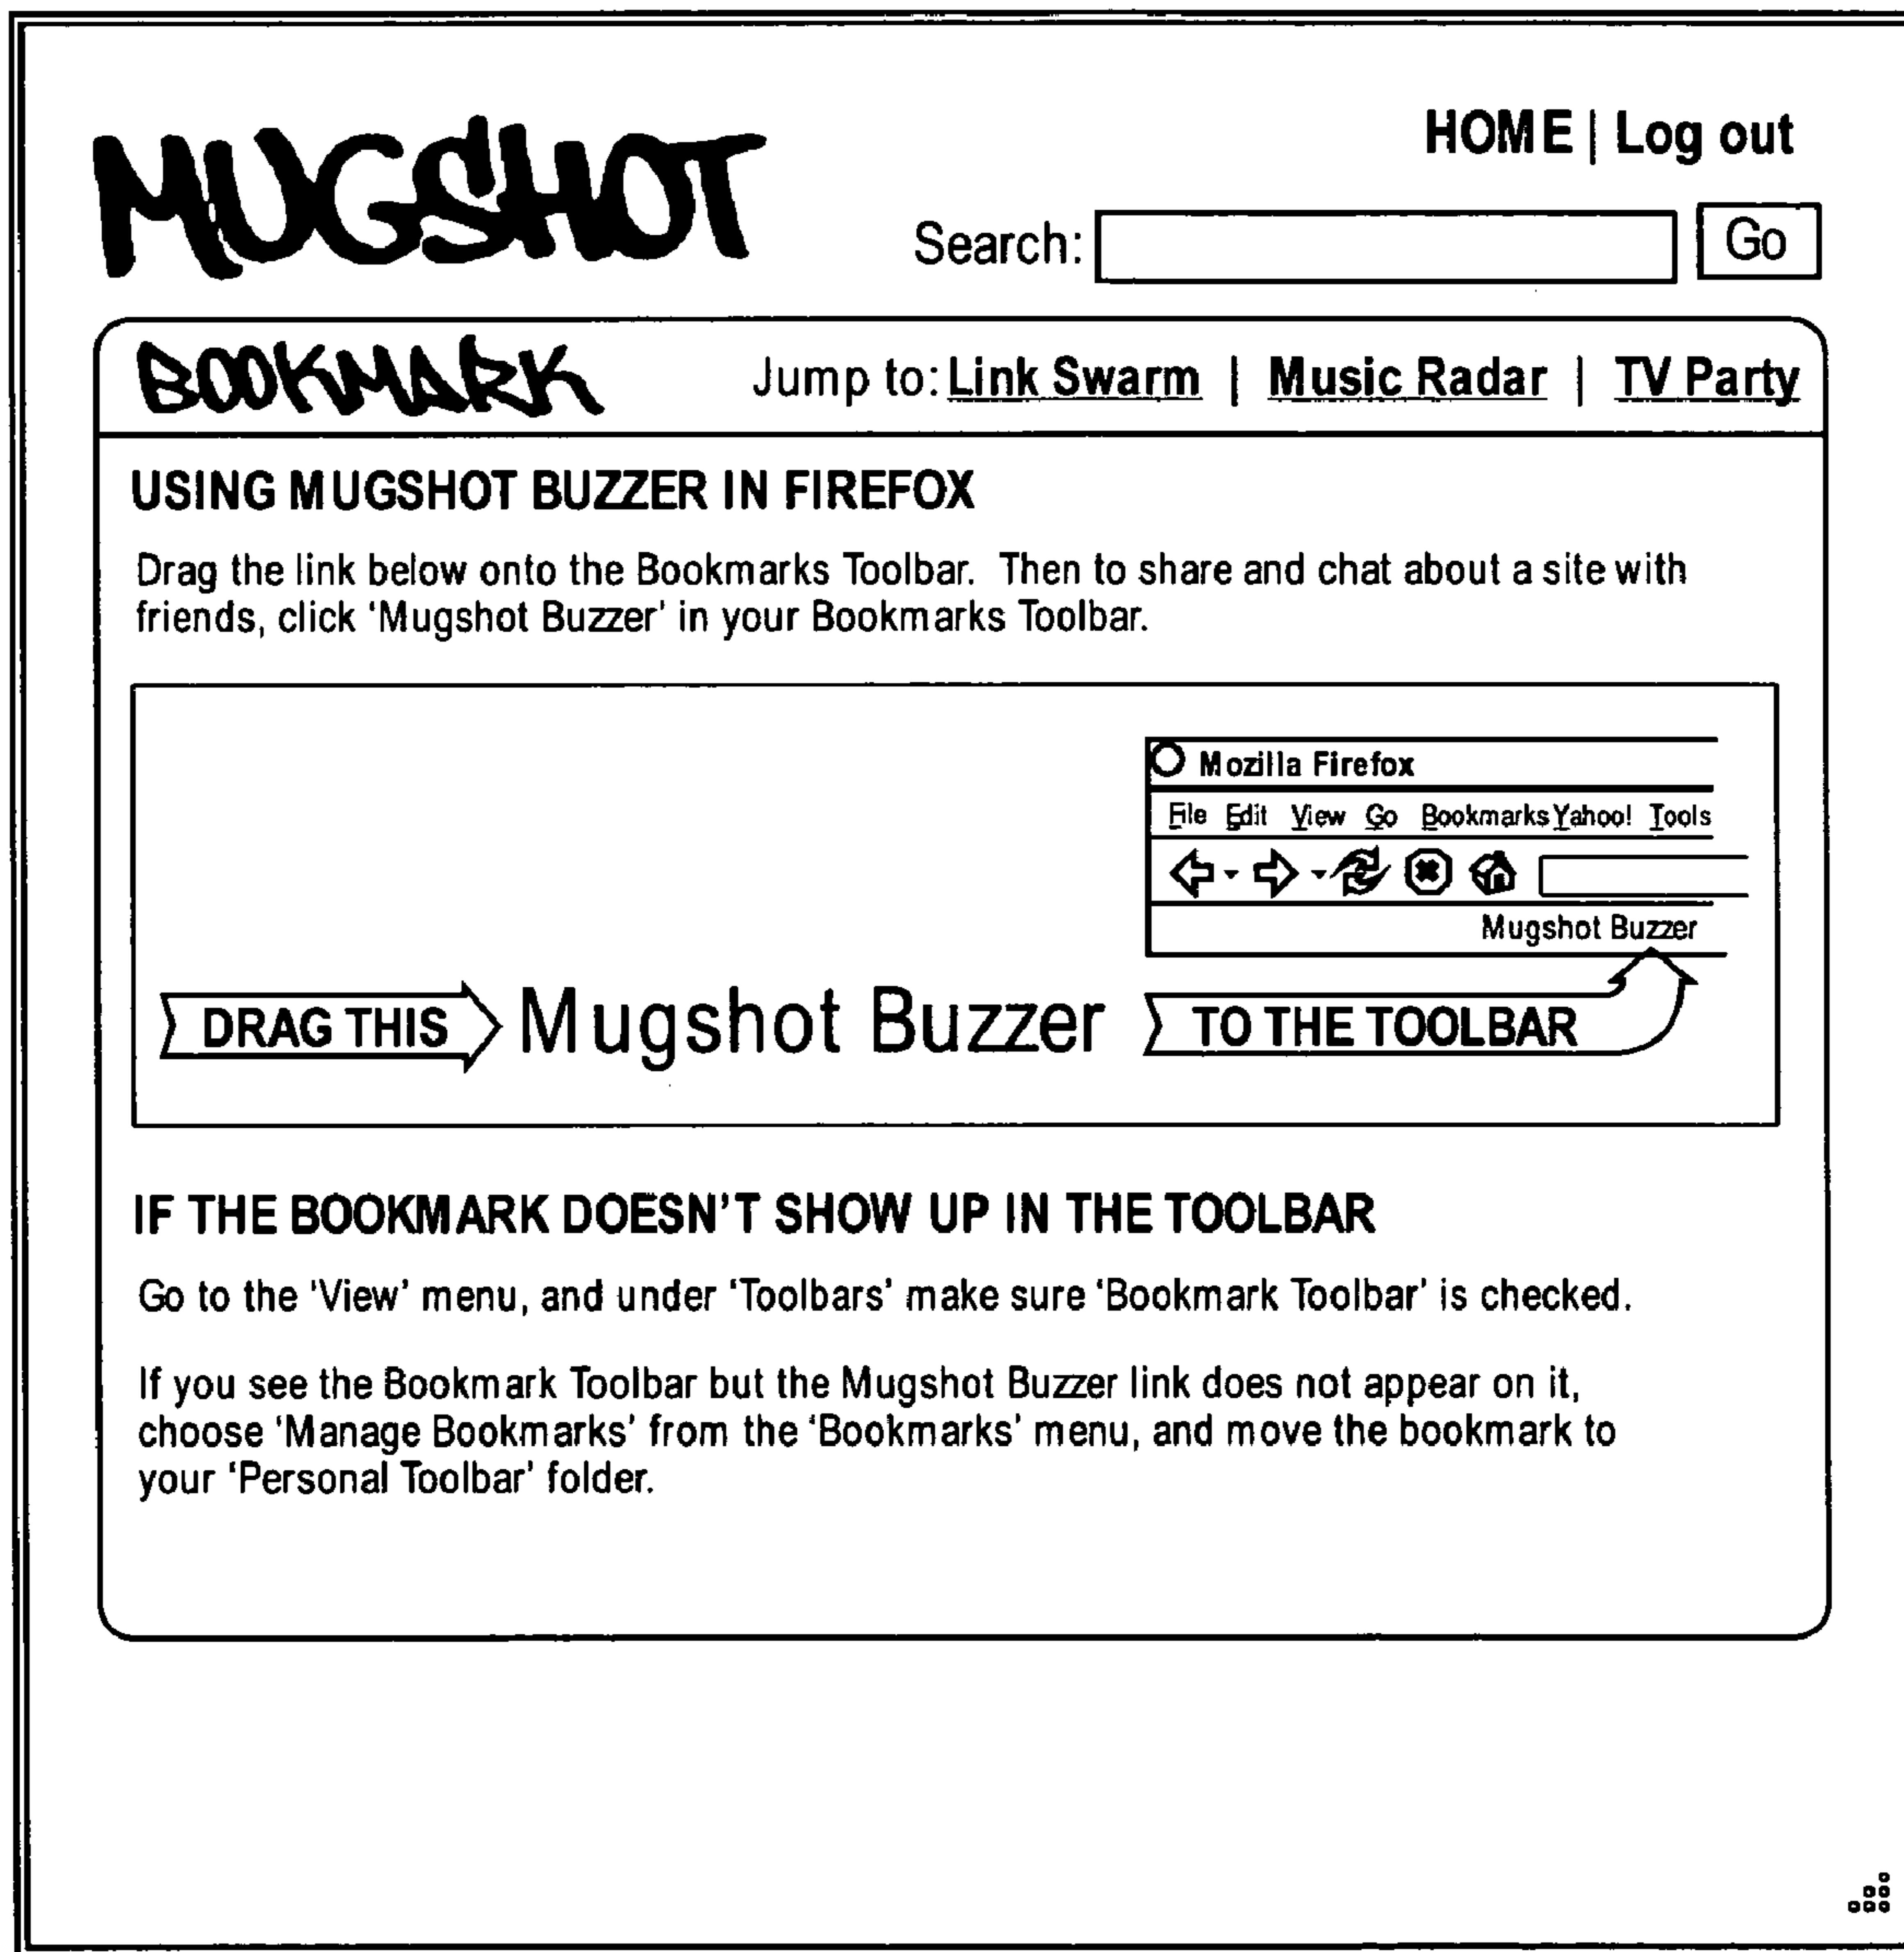 MUGSHOT
HOME | Log out
Search:
Go
BOOKMARK
Jump to: Link Swarm | Music Radar | TV Party
USING MUGSHOT BUZZER IN FIREFOX
Drag the link below onto the Bookmarks Toolbar. Then to share and chat about a site with
friends, click ‘Mugshot Buzzer’ in your Bookmarks Toolbar.
Mozilla Firefox
File Edit View Go Bookmarks Yahoo! Tools
Mugshot Buzzer
DRAG THIS
Mugshot Buzzer
TO THE TOOLBAR
IF THE BOOKMARK DOESN’T SHOW UP IN THE TOOLBAR
Go to the ‘View’ menu, and under ‘Toolbars’ make sure ‘Bookmark Toolbar’ is checked.
If you see the Bookmark Toolbar but the Mugshot Buzzer link does not appear on it,
choose ‘Manage Bookmarks’ from the ‘Bookmarks’ menu, and move the bookmark to
your ‘Personal Toolbar’ folder.